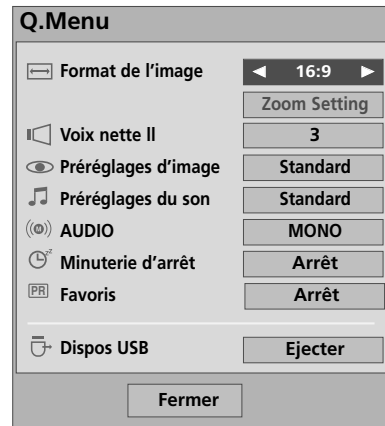 Q.Menu
Format de l'image ◄ 16:9 ►
Zoom Setting
Voix nette ll 3
Préréglages d'image Standard
Préréglages du son Standard
AUDIO MONO
Minuterie d'arrêt Arrêt
PR Favoris Arrêt
Dispos USB Ejecter
Fermer